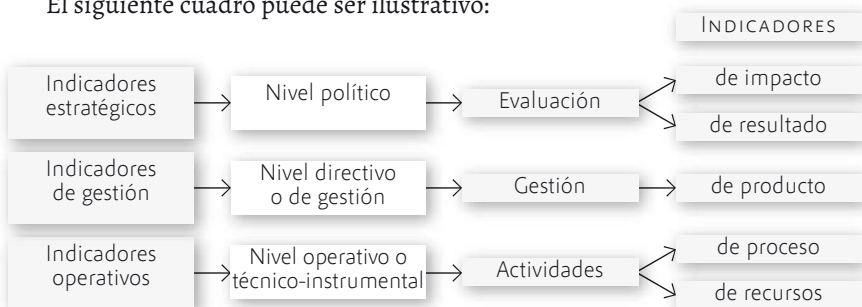 El siguiente cuadro puede ser ilustrativo:
INDICADORES
Indicadores
estratégicos
Nivel político
Evaluación
de impacto
de resultado
Indicadores
de gestión
Nivel directivo
o de gestión
Gestión
de producto
Indicadores
operativos
Nivel operativo o
técnico-instrumental
Actividades
de proceso
de recursos